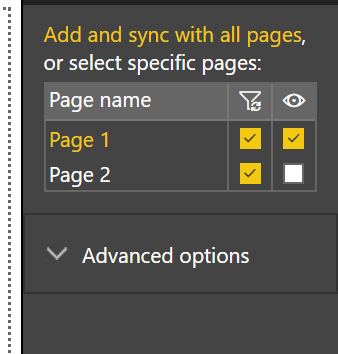 Add and sync with all pages,
or select specific pages:
Page name
Page 1
Page 2
Advanced options